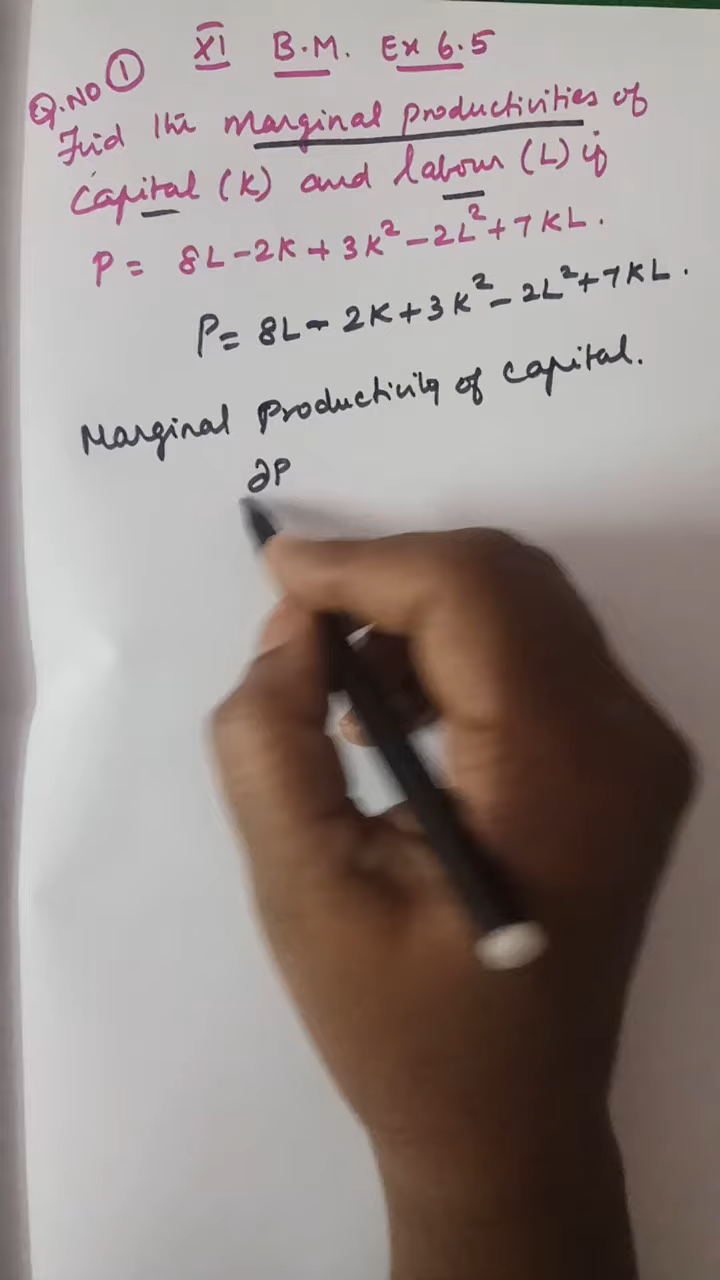 XI B.M. Ex 6.5
Q.NO 1
Find the marginal productivities of
Capital (K) and labour (L) if
P = 8L-2K+3K²-2L²+7KL.
P = 8L-2K+3K²-2L²+7KL.
Marginal Productivity of Capital.
∂P